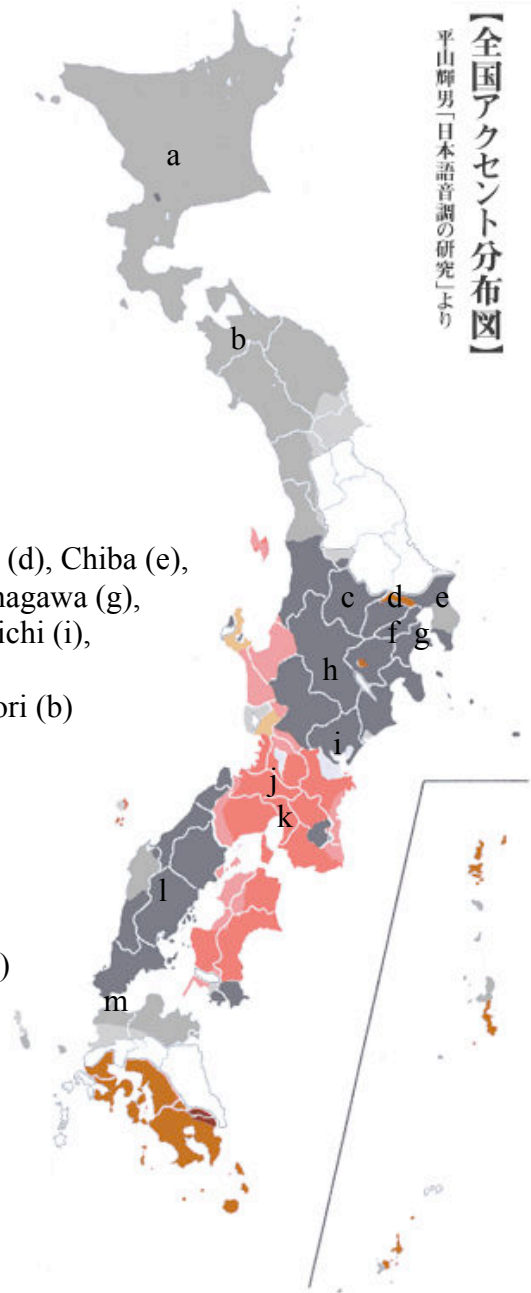 【全国アクセント分布図】
平山輝男「日本語音調の研究」より
a
b
(d), Chiba (e),
nagawa (g),
ichi (i),
ori (b)
)
c
d
e
f
g
h
i
j
k
l
m